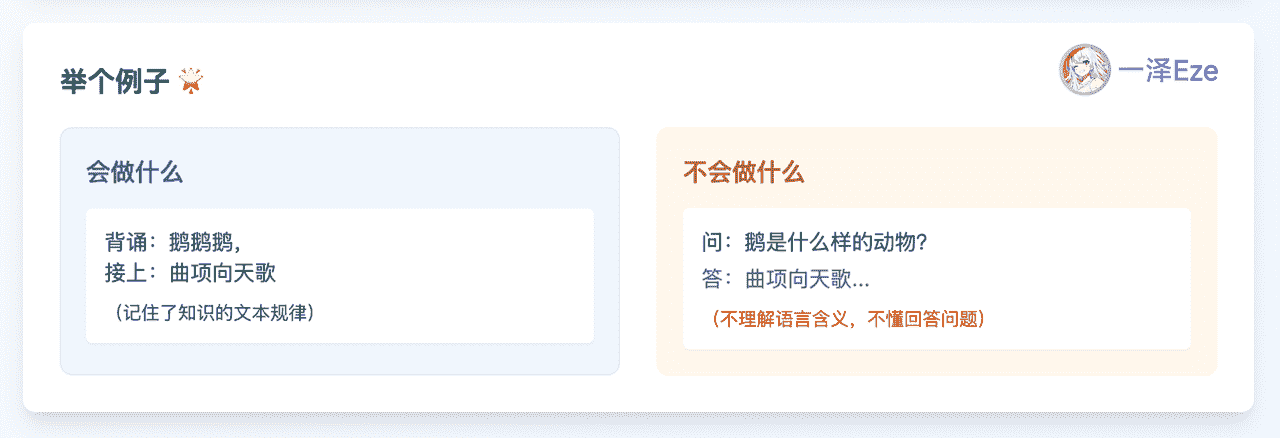 举个例子
一泽Eze
会做什么
背诵：鹅鹅鹅，
接上：曲项向天歌
（记住了知识的文本规律）
不会做什么
问：鹅是什么样的动物？
答：曲项向天歌...
（不理解语言含义，不懂回答问题）